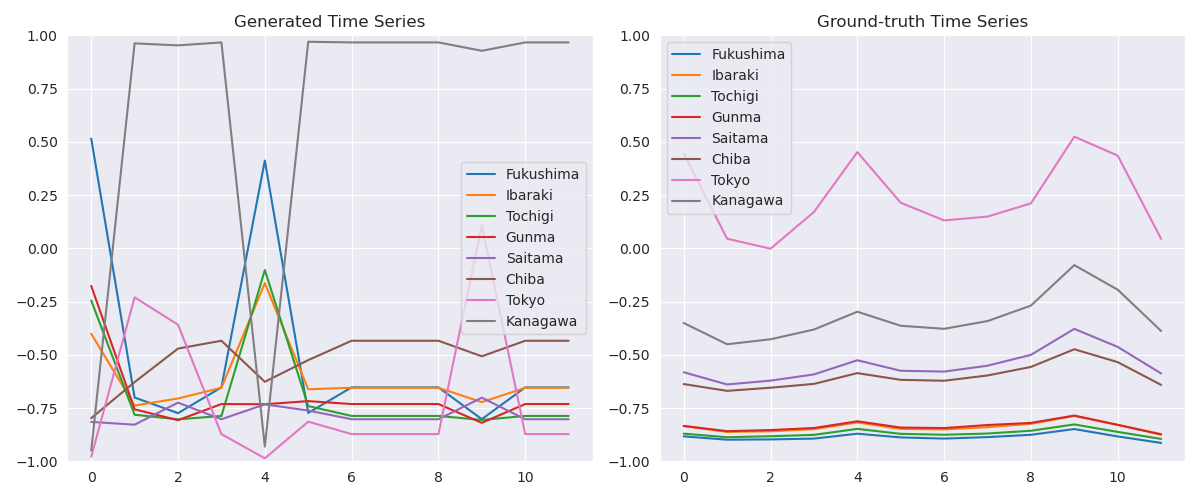 Generated Time Series
1.00
0.75
0.50
0.25
0.00
−0.25
−0.50
−0.75
−1.00
0
2
4
6
8
10
Fukushima
Ibaraki
Tochigi
Gunma
Saitama
Chiba
Tokyo
Kanagawa
Ground-truth Time Series
1.00
0.75
0.50
0.25
0.00
−0.25
−0.50
−0.75
−1.00
0
2
4
6
8
10
Fukushima
Ibaraki
Tochigi
Gunma
Saitama
Chiba
Tokyo
Kanagawa